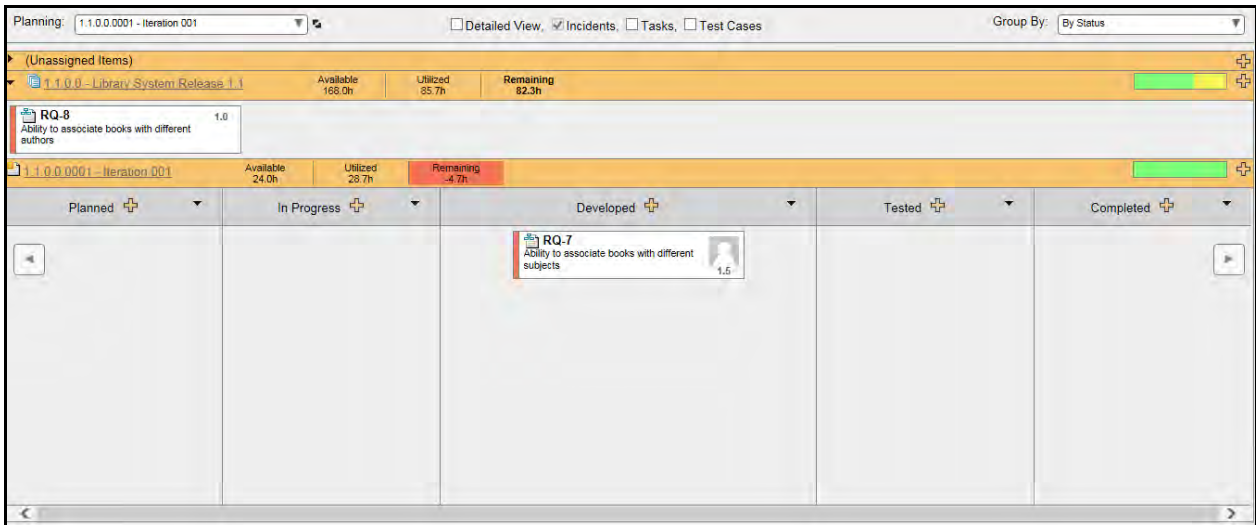 Planning: 1.1.0.0.0001 - Iteration 001 Detailed View, Incidents, Tasks, Test Cases Group By: By Status
(Unassigned Items)
1.1.0.0 - Library System Release 1.1 Available Utilized Remaining
168.0h 85.7h 82.3h
RQ-8 1.0
Ability to associate books with different
authors
1.1.0.0.0001 - Iteration 001 Available Utilized Remaining
24.0h 28.7h -4.7h
Planned In Progress Developed Tested Completed
RQ-7
Ability to associate books with different
subjects
1.5